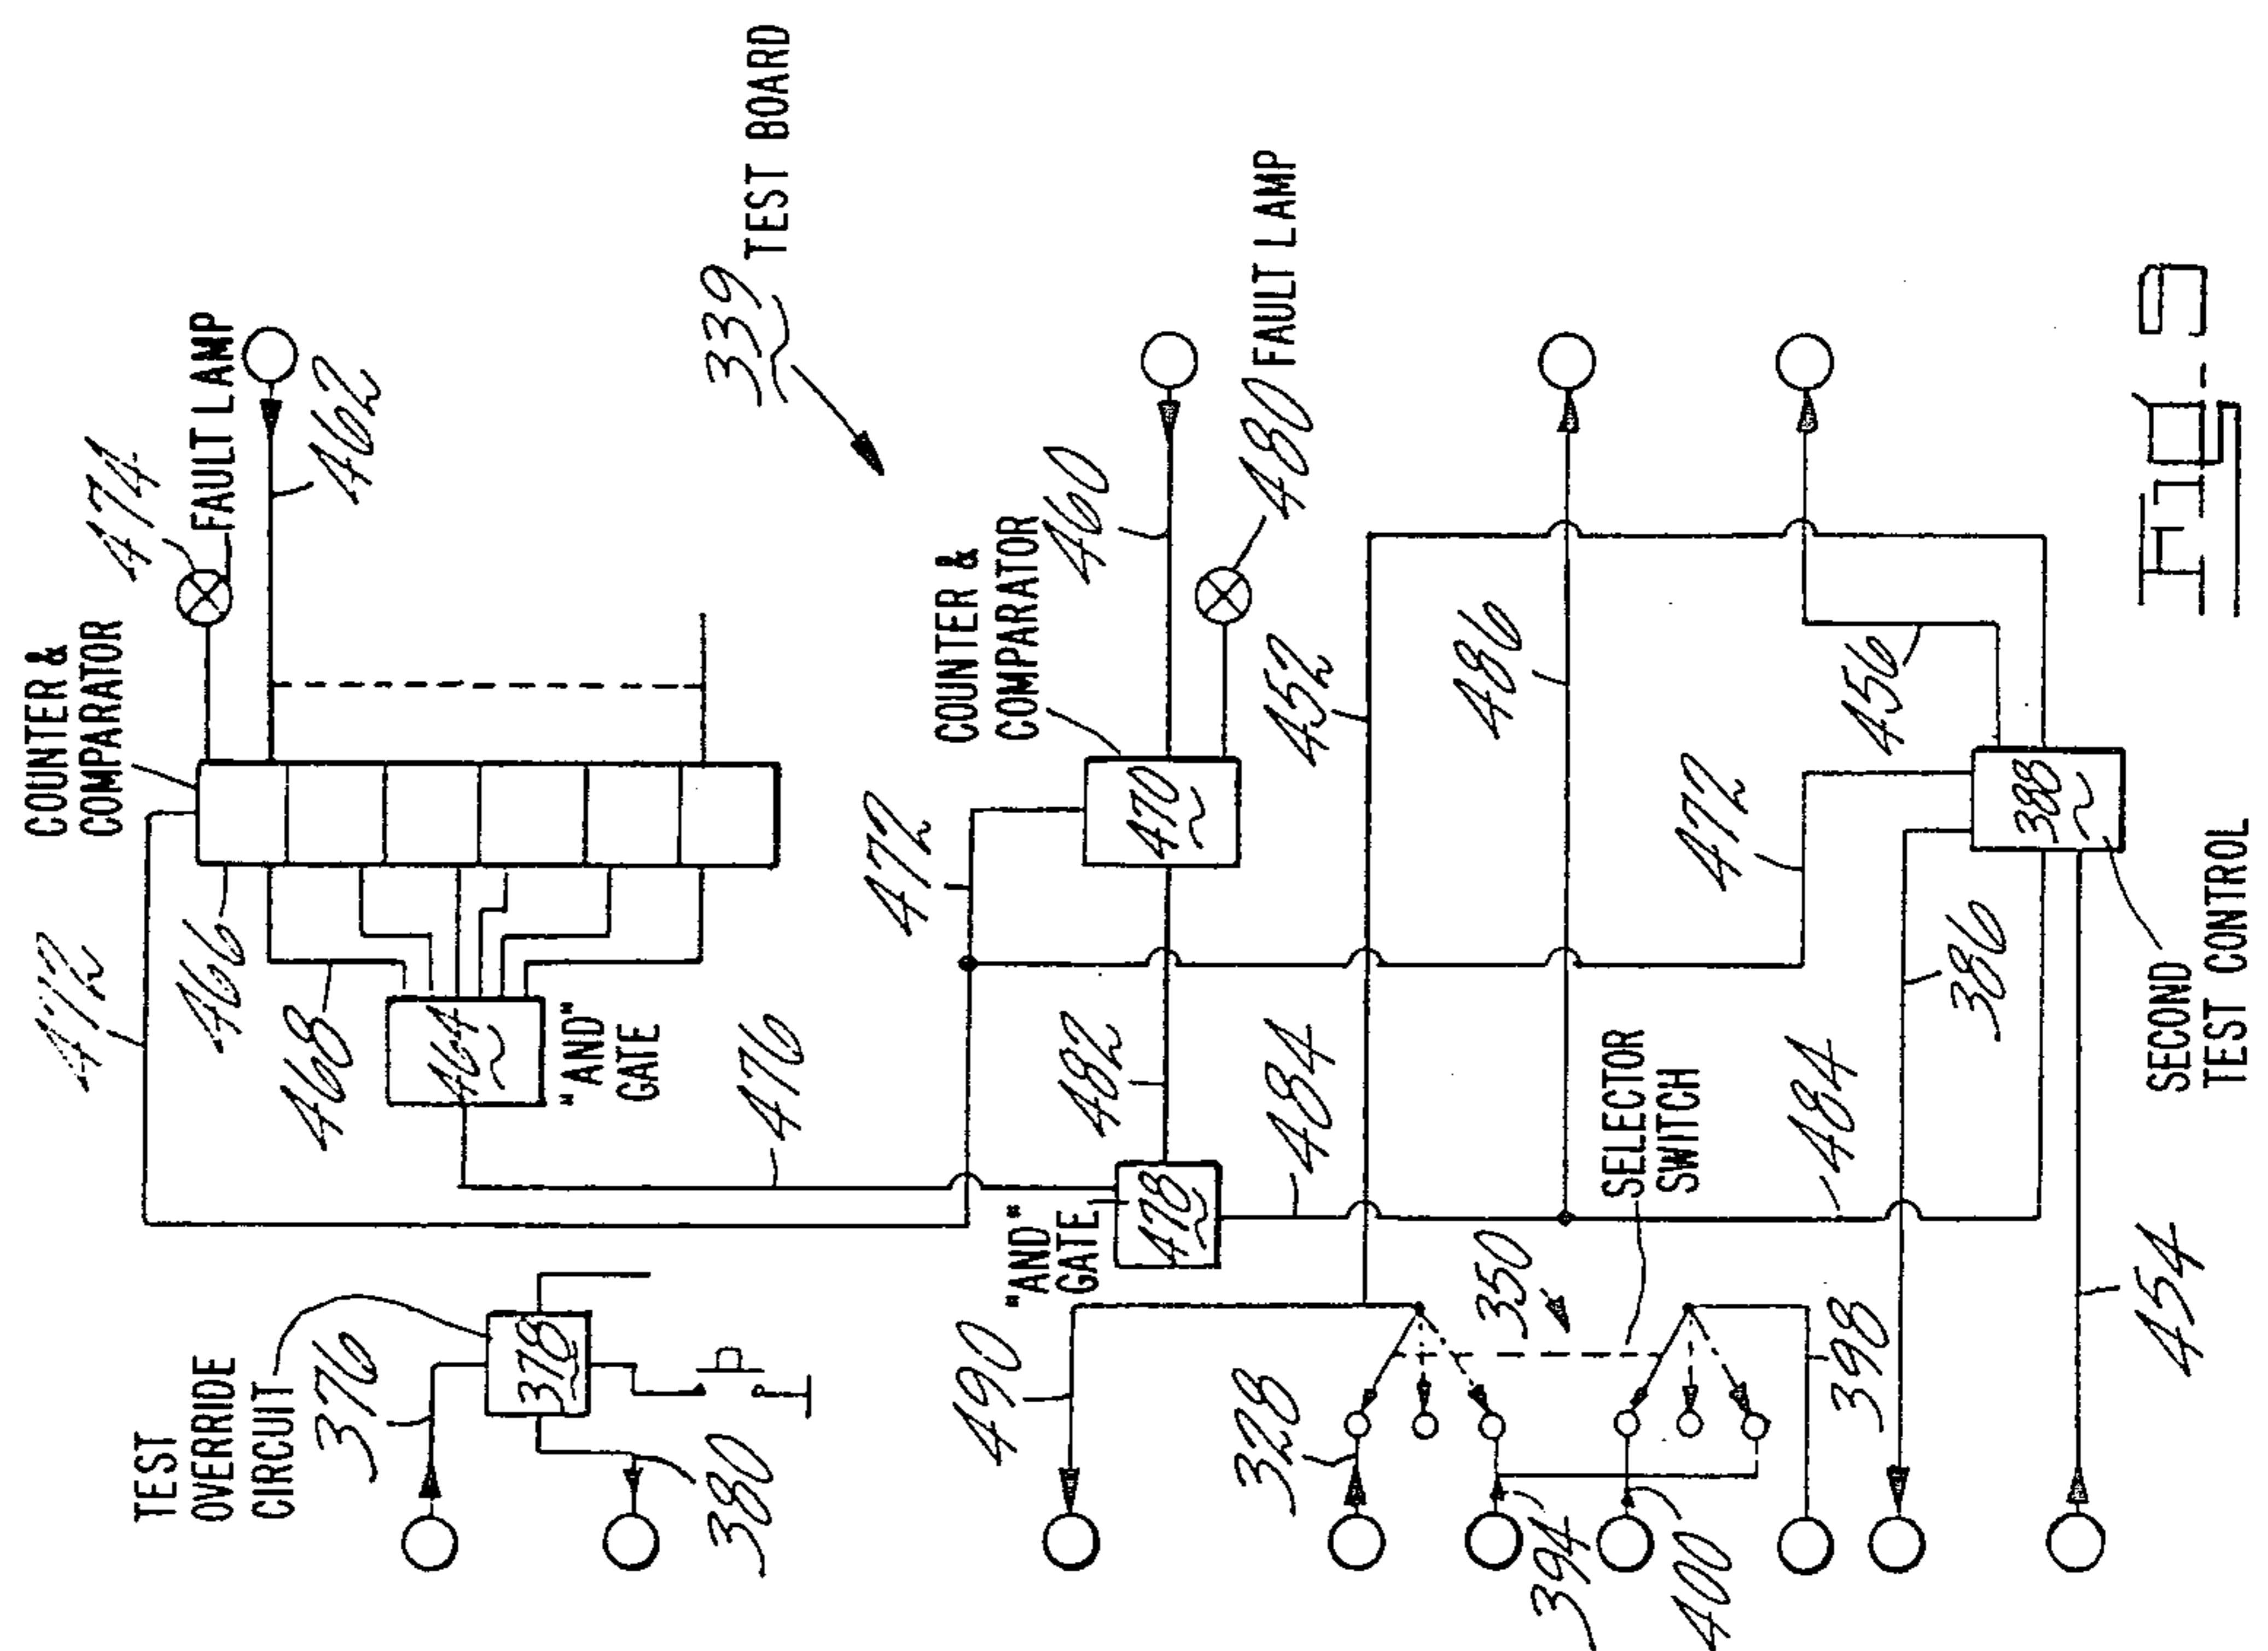 COUNTER &
COMPARATOR
474
FAULT LAMP
462
472
466
468
464
"AND"
GATE
476
339
TEST BOARD
TEST
OVERRIDE
CIRCUIT
376
378
380
COUNTER &
COMPARATOR
460
472
470
480
FAULT LAMP
482
"AND"
GATE
478
484
452
486
490
328
350
SELECTOR
SWITCH
394
400
398
472
456
484
386
388
454
SECOND
TEST CONTROL
FIG. 9